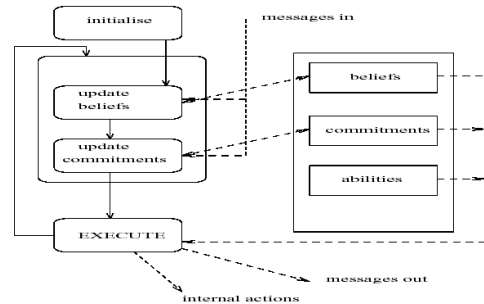 initialise
messages in
update
beliefs
beliefs
update
commitments
commitments
abilities
EXECUTE
messages out
internal actions